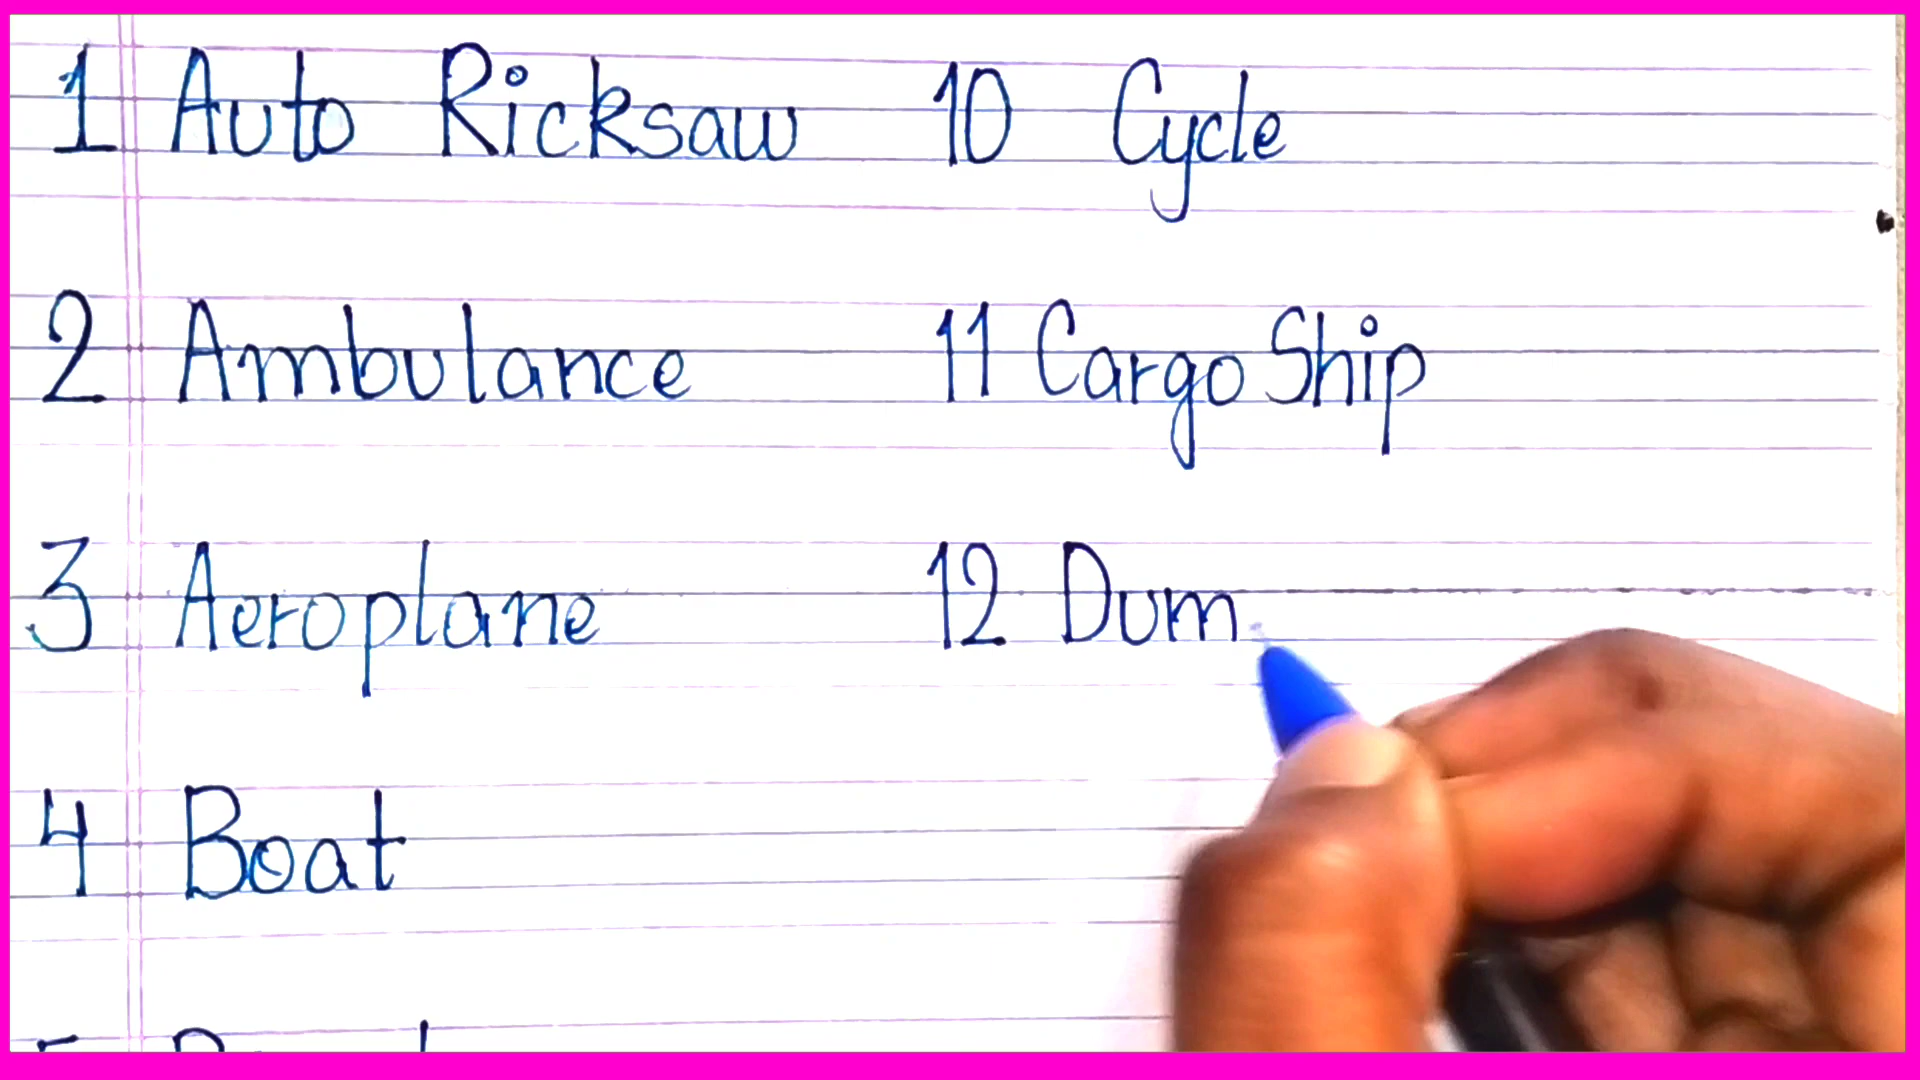 1 Auto Ricksaw
2 Ambulance
3 Aeroplane
4 Boat
10 Cycle
11 Cargo Ship
12 Dum